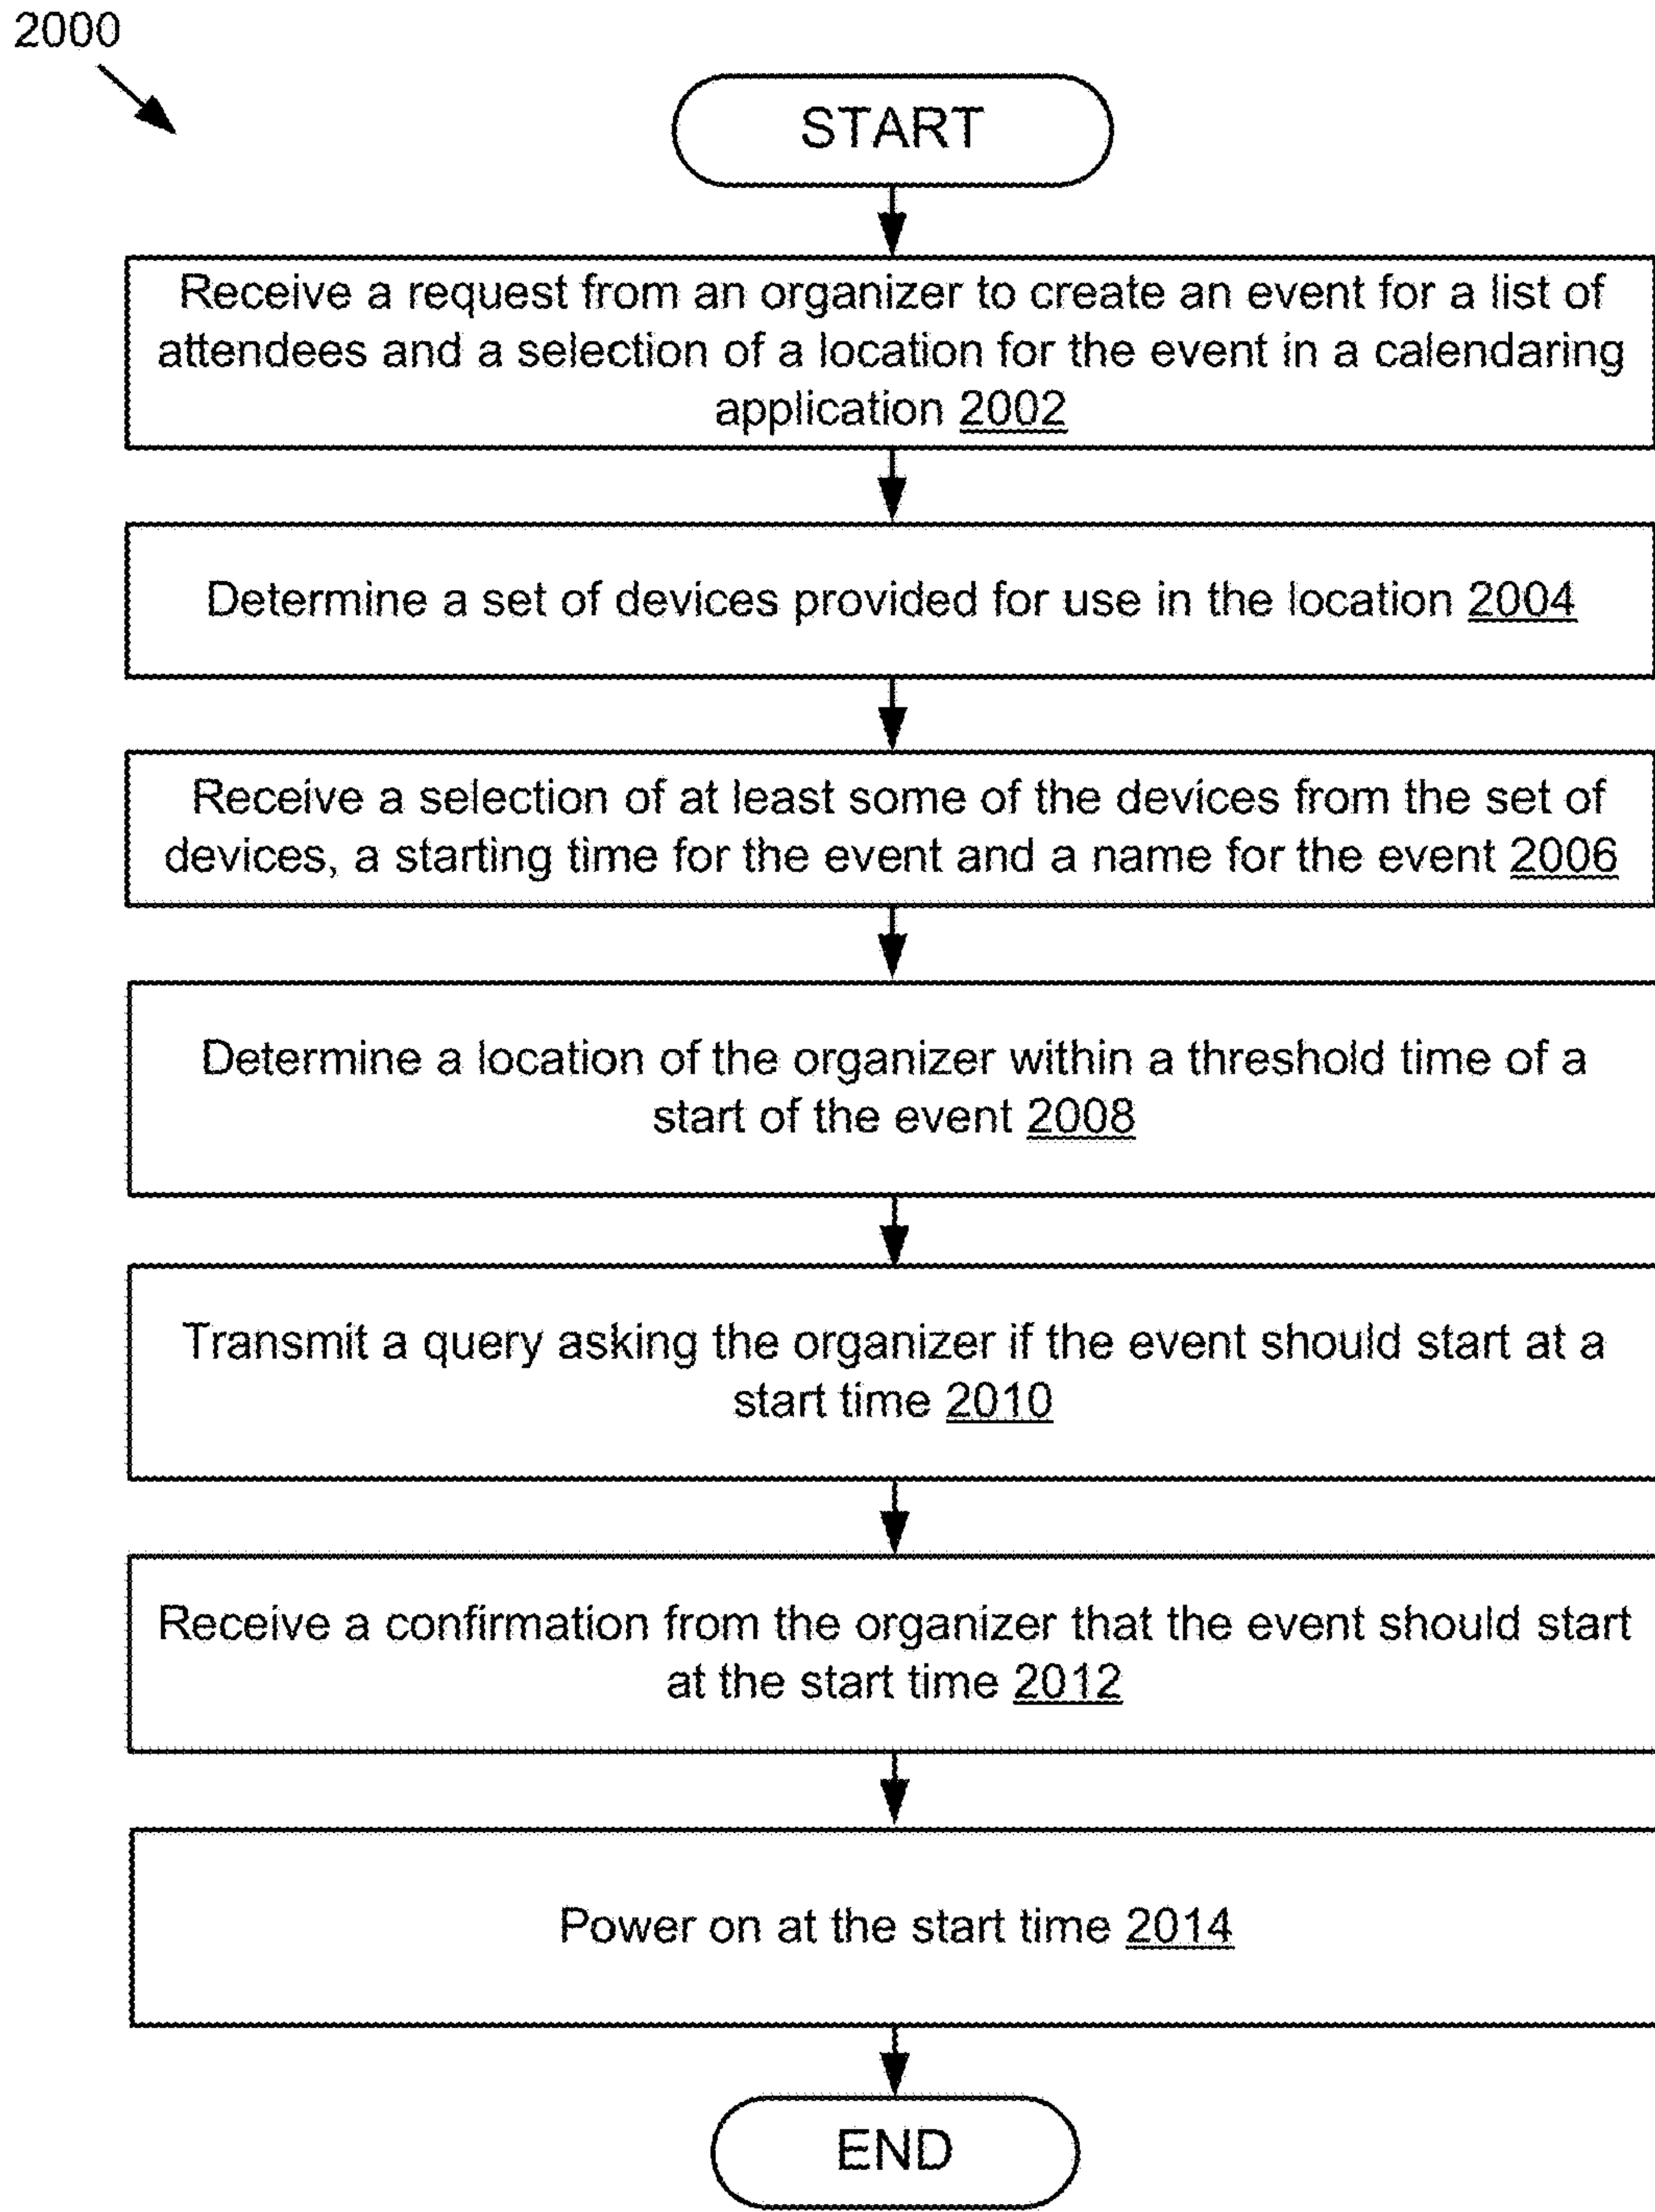 2000
START
Receive a request from an organizer to create an event for a list of
attendees and a selection of a location for the event in a calendaring
application 2002
Determine a set of devices provided for use in the location 2004
Receive a selection of at least some of the devices from the set of
devices, a starting time for the event and a name for the event 2006
Determine a location of the organizer within a threshold time of a
start of the event 2008
Transmit a query asking the organizer if the event should start at a
start time 2010
Receive a confirmation from the organizer that the event should start
at the start time 2012
Power on at the start time 2014
END